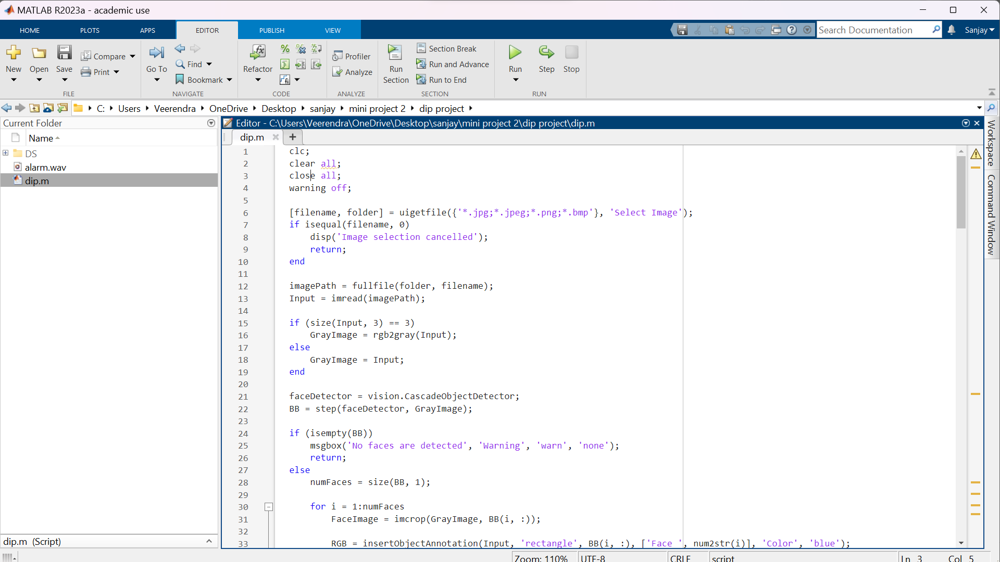 MATLAB R2023a - academic use
HOME PLOTS APPS EDITOR PUBLISH VIEW Search Documentation Sanjay
New Open Save Compare Print
FILE
Go To Find Bookmark
NAVIGATE
Refactor
CODE
Profiler Analyze
ANALYZE
Run Section Section Break Run and Advance Run to End
SECTION
Run Step Stop
RUN
C: Users Veerendra OneDrive Desktop sanjay mini project 2 dip project
Current Folder
Name
DS
alarm.wav
dip.m
dip.m (Script)
Editor - C:\Users\Veerendra\OneDrive\Desktop\sanjay\mini project 2\dip project\dip.m
dip.m +
1 clc;
2 clear all;
3 close all;
4 warning off;
5
6 [filename, folder] = uigetfile({'*.jpg;*.jpeg;*.png;*.bmp'}, 'Select Image');
7 if isequal(filename, 0)
8 disp('Image selection cancelled');
9 return;
10 end
11
12 imagePath = fullfile(folder, filename);
13 Input = imread(imagePath);
14
15 if (size(Input, 3) == 3)
16 GrayImage = rgb2gray(Input);
17 else
18 GrayImage = Input;
19 end
20
21 faceDetector = vision.CascadeObjectDetector;
22 BB = step(faceDetector, GrayImage);
23
24 if (isempty(BB))
25 msgbox('No faces are detected', 'Warning', 'warn', 'none');
26 return;
27 else
28 numFaces = size(BB, 1);
29
30 for i = 1:numFaces
31 FaceImage = imcrop(GrayImage, BB(i, :));
32
33 RGB = insertObjectAnnotation(Input, 'rectangle', BB(i, :), ['Face ', num2str(i)], 'Color', 'blue');
Workspace
Command Window
Zoom: 110% UTF-8 CRLF script Ln 3 Col 5